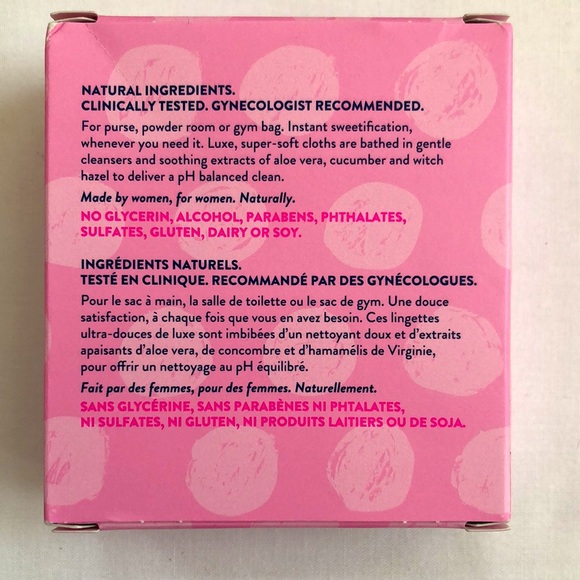 NATURAL INGREDIENTS.
CLINICALLY TESTED. GYNECOLOGIST RECOMMENDED.
For purse, powder room or gym bag. Instant sweetification,
whenever you need it. Luxe, super-soft cloths are bathed in gentle
cleansers and soothing extracts of aloe vera, cucumber and witch
hazel to deliver a pH balanced clean.
Made by women, for women. Naturally.
NO GLYCERIN, ALCOHOL, PARABENS, PHTHALATES,
SULFATES, GLUTEN, DAIRY OR SOY.
INGRÉDIENTS NATURELS.
TESTÉ EN CLINIQUE. RECOMMANDÉ PAR DES GYNÉCOLOGUES.
Pour le sac à main, la salle de toilette ou le sac de gym. Une douce
satisfaction, à chaque fois que vous en avez besoin. Ces lingettes
ultra-douces de luxe sont imbibées d'un nettoyant doux et d'extraits
apaisants d'aloe vera, de concombre et d'hamamélis de Virginie,
pour offrir un nettoyage au pH équilibré.
Fait par des femmes, pour des femmes. Naturellement.
SANS GLYCÉRINE, SANS PARABÈNES NI PHTALATES,
NI SULFATES, NI GLUTEN, NI PRODUITS LAITIERS OU DE SOJA.